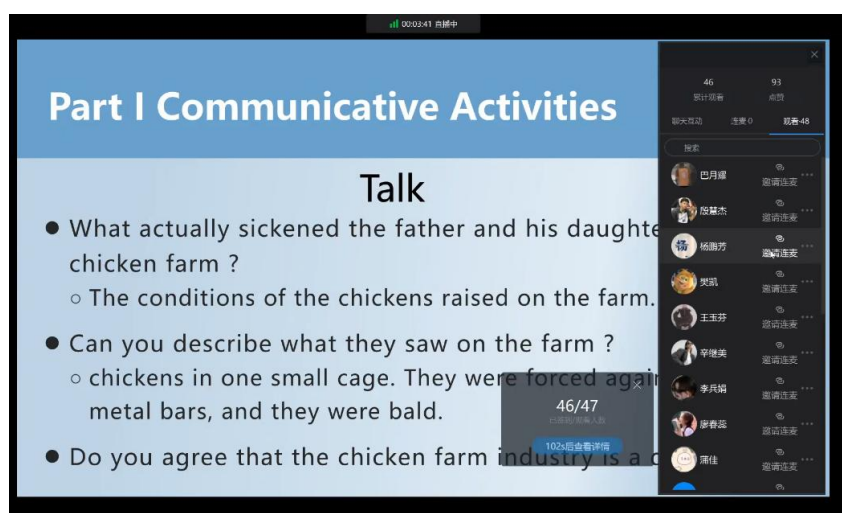 00:03:41 直播中
Part I Communicative Activities
Talk
● What actually sickened the father and his daughte
chicken farm ?
○ The conditions of the chickens raised on the farm.
● Can you describe what they saw on the farm ?
○ chickens in one small cage. They were forced again
metal bars, and they were bald.
● Do you agree that the chicken farm industry is a
46/47
102s后查看详情
46 93
累计观看 点赞
聊天互动 连麦 0 观看·48
搜索
巴月耀 邀请连麦
殷慧杰 邀请连麦
杨 杨鹏芳 邀请连麦
樊凯 邀请连麦
王玉芬 邀请连麦
辛继美 邀请连麦
李兵娟 邀请连麦
廖春蕊 邀请连麦
蒲佳 邀请连麦